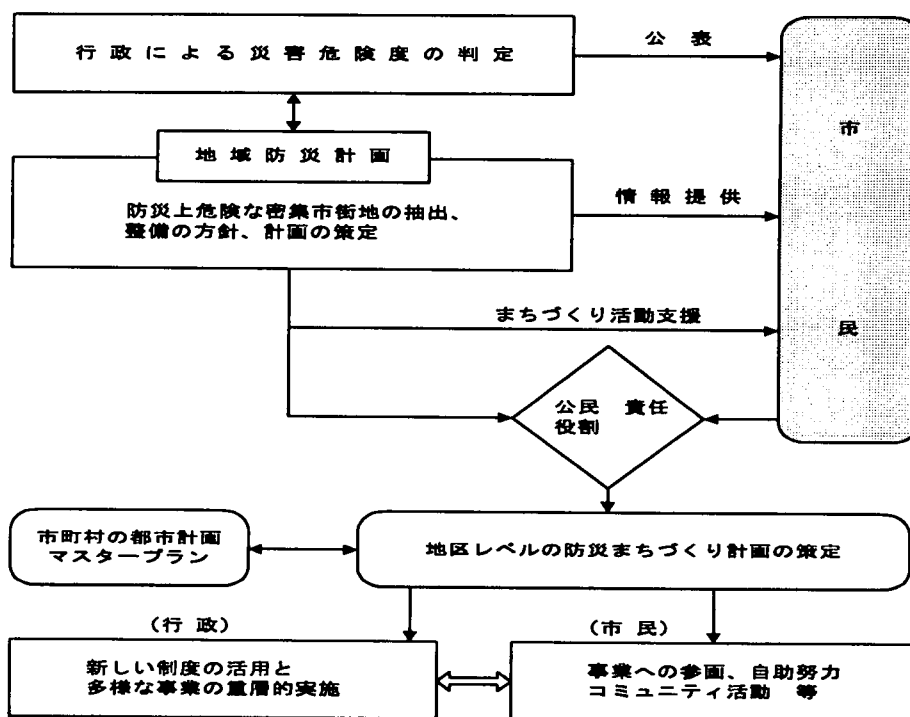 行政による災害危険度の判定
公表
地域防災計画
市民
防災上危険な密集市街地の抽出、
整備の方針、計画の策定
情報提供
まちづくり活動支援
公民　責任
役割
市町村の都市計画
マスタープラン
地区レベルの防災まちづくり計画の策定
（行政）
（市民）
新しい制度の活用と
多様な事業の重層的実施
事業への参画、自助努力
コミュニティ活動　等